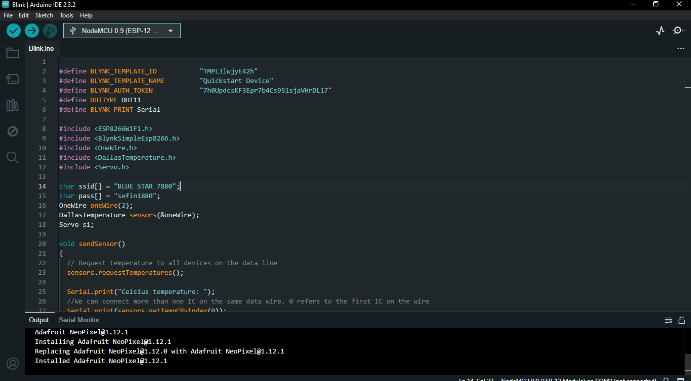 Blink | Arduino IDE 2.3.2
File Edit Sketch Tools Help
NodeMCU 0.9 (ESP-12 ...
Blink.ino
1
2 #define BLYNK_TEMPLATE_ID "TMPL3lwjyE42h"
3 #define BLYNK_TEMPLATE_NAME "Quickstart Device"
4 #define BLYNK_AUTH_TOKEN
5 #define DHTTYPE DHT11
6 #define BLYNK_PRINT Serial
7
8 #include <ESP8266WiFi.h>
9 #include <BlynkSimpleEsp8266.h>
10 #include <OneWire.h>
11 #include <DallasTemperature.h>
12 #include <Servo.h>
13
14 char ssid[] = "BLUE STAR 7880";
15 char pass[] = "sefin1880";
16 OneWire oneWire(2);
17 DallasTemperature sensors(&oneWire);
18 Servo s1;
19
20 void sendSensor()
21 {
22 // Request temperature to all devices on the data line
23 sensors.requestTemperatures();
24
25 Serial.print("Celsius temperature: ");
26 //We can connect more than one IC on the same data wire. 0 refers to the first IC on the wire
27 Serial.print(sensors.getTempCByIndex(0));
Output Serial Monitor
Adafruit NeoPixel@1.12.1
Installing Adafruit NeoPixel@1.12.1
Replacing Adafruit NeoPixel@1.12.0 with Adafruit NeoPixel@1.12.1
Installed Adafruit NeoPixel@1.12.1